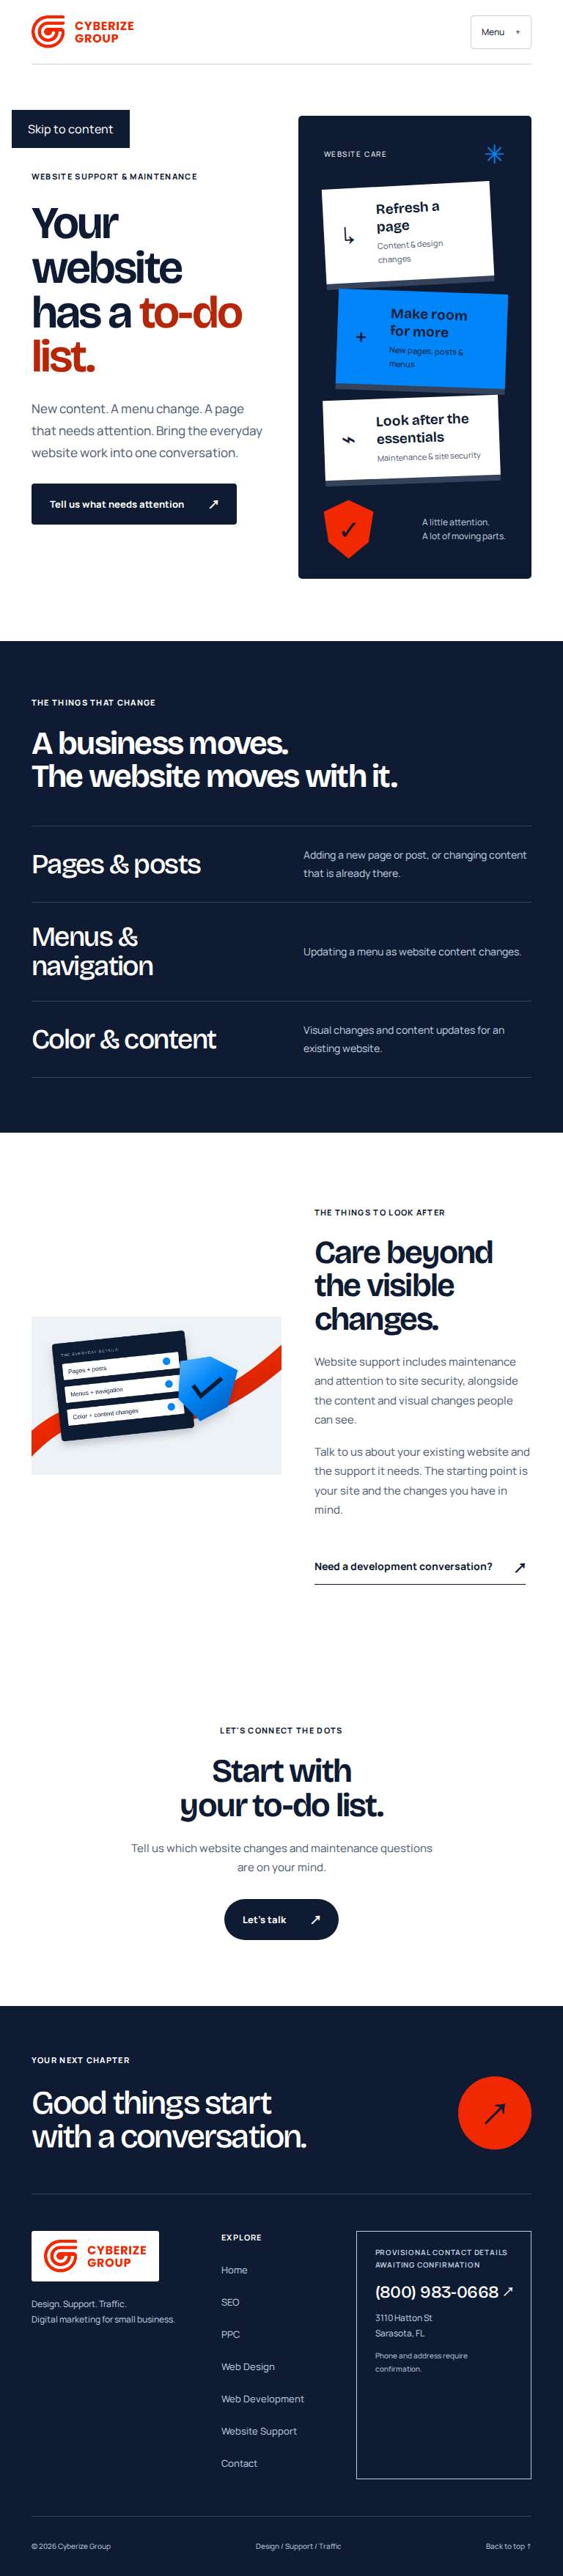 CYBERIZE
GROUP
Menu +
Skip to content
WEBSITE SUPPORT & MAINTENANCE
Your
website
has a to-do
list.
New content. A menu change. A page
that needs attention. Bring the everyday
website work into one conversation.
Tell us what needs attention ↗
WEBSITE CARE
Refresh a
page
Content & design
changes
+
Make room
for more
New pages, posts &
menus
Look after the
essentials
Maintenance & site security
A little attention.
A lot of moving parts.
THE THINGS THAT CHANGE
A business moves.
The website moves with it.
Pages & posts
Adding a new page or post, or changing content
that is already there.
Menus &
navigation
Updating a menu as website content changes.
Color & content
Visual changes and content updates for an
existing website.
THE THINGS TO LOOK AFTER
Care beyond
the visible
changes.
THE EVERYDAY DETAILS
Pages + posts
Menus + navigation
Color + content changes
Website support includes maintenance
and attention to site security, alongside
the content and visual changes people
can see.
Talk to us about your existing website and
the support it needs. The starting point is
your site and the changes you have in
mind.
Need a development conversation? ↗
LET'S CONNECT THE DOTS
Start with
your to-do list.
Tell us which website changes and maintenance questions
are on your mind.
Let's talk ↗
YOUR NEXT CHAPTER
Good things start
with a conversation.
↗
CYBERIZE
GROUP
Design. Support. Traffic.
Digital marketing for small business.
EXPLORE
Home
SEO
PPC
Web Design
Web Development
Website Support
Contact
PROVISIONAL CONTACT DETAILS
AWAITING CONFIRMATION
(800) 983-0668 ↗
3110 Hatton St
Sarasota, FL
Phone and address require
confirmation.
© 2026 Cyberize Group
Design / Support / Traffic
Back to top ↑